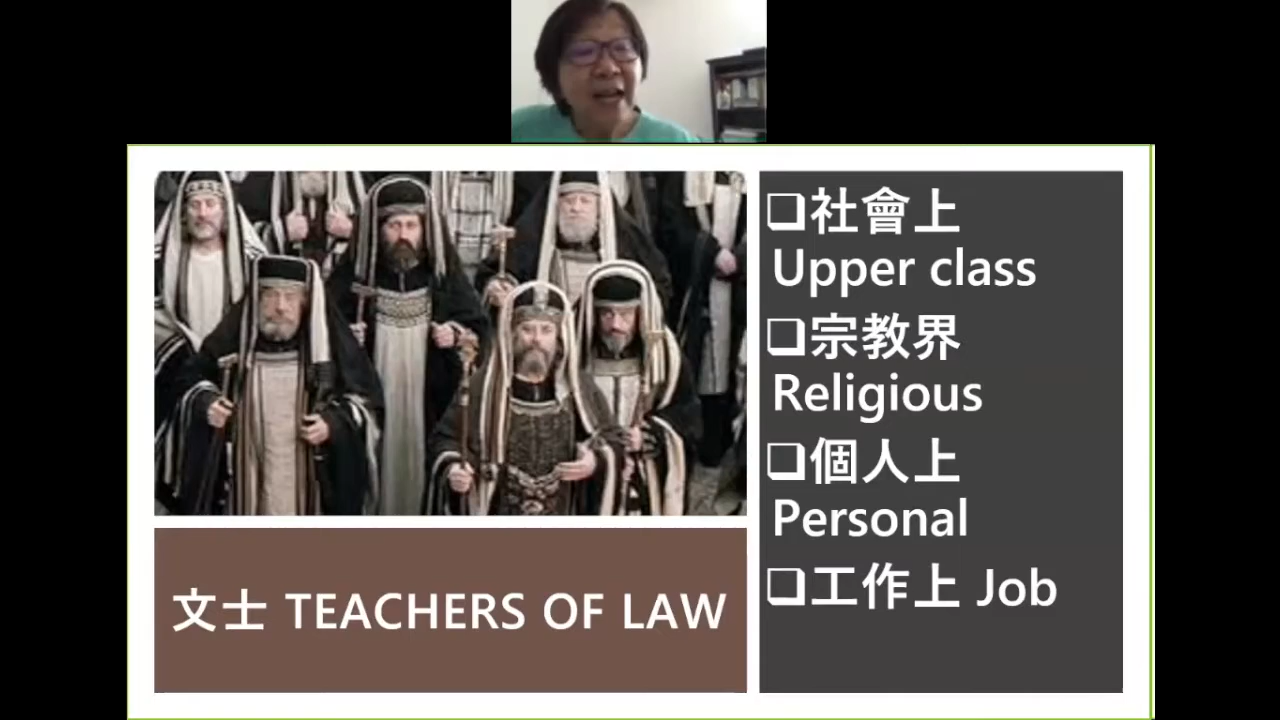 ❑社會上
Upper class
❑宗教界
Religious
❑個人上
Personal
❑工作上 Job
文士 TEACHERS OF LAW